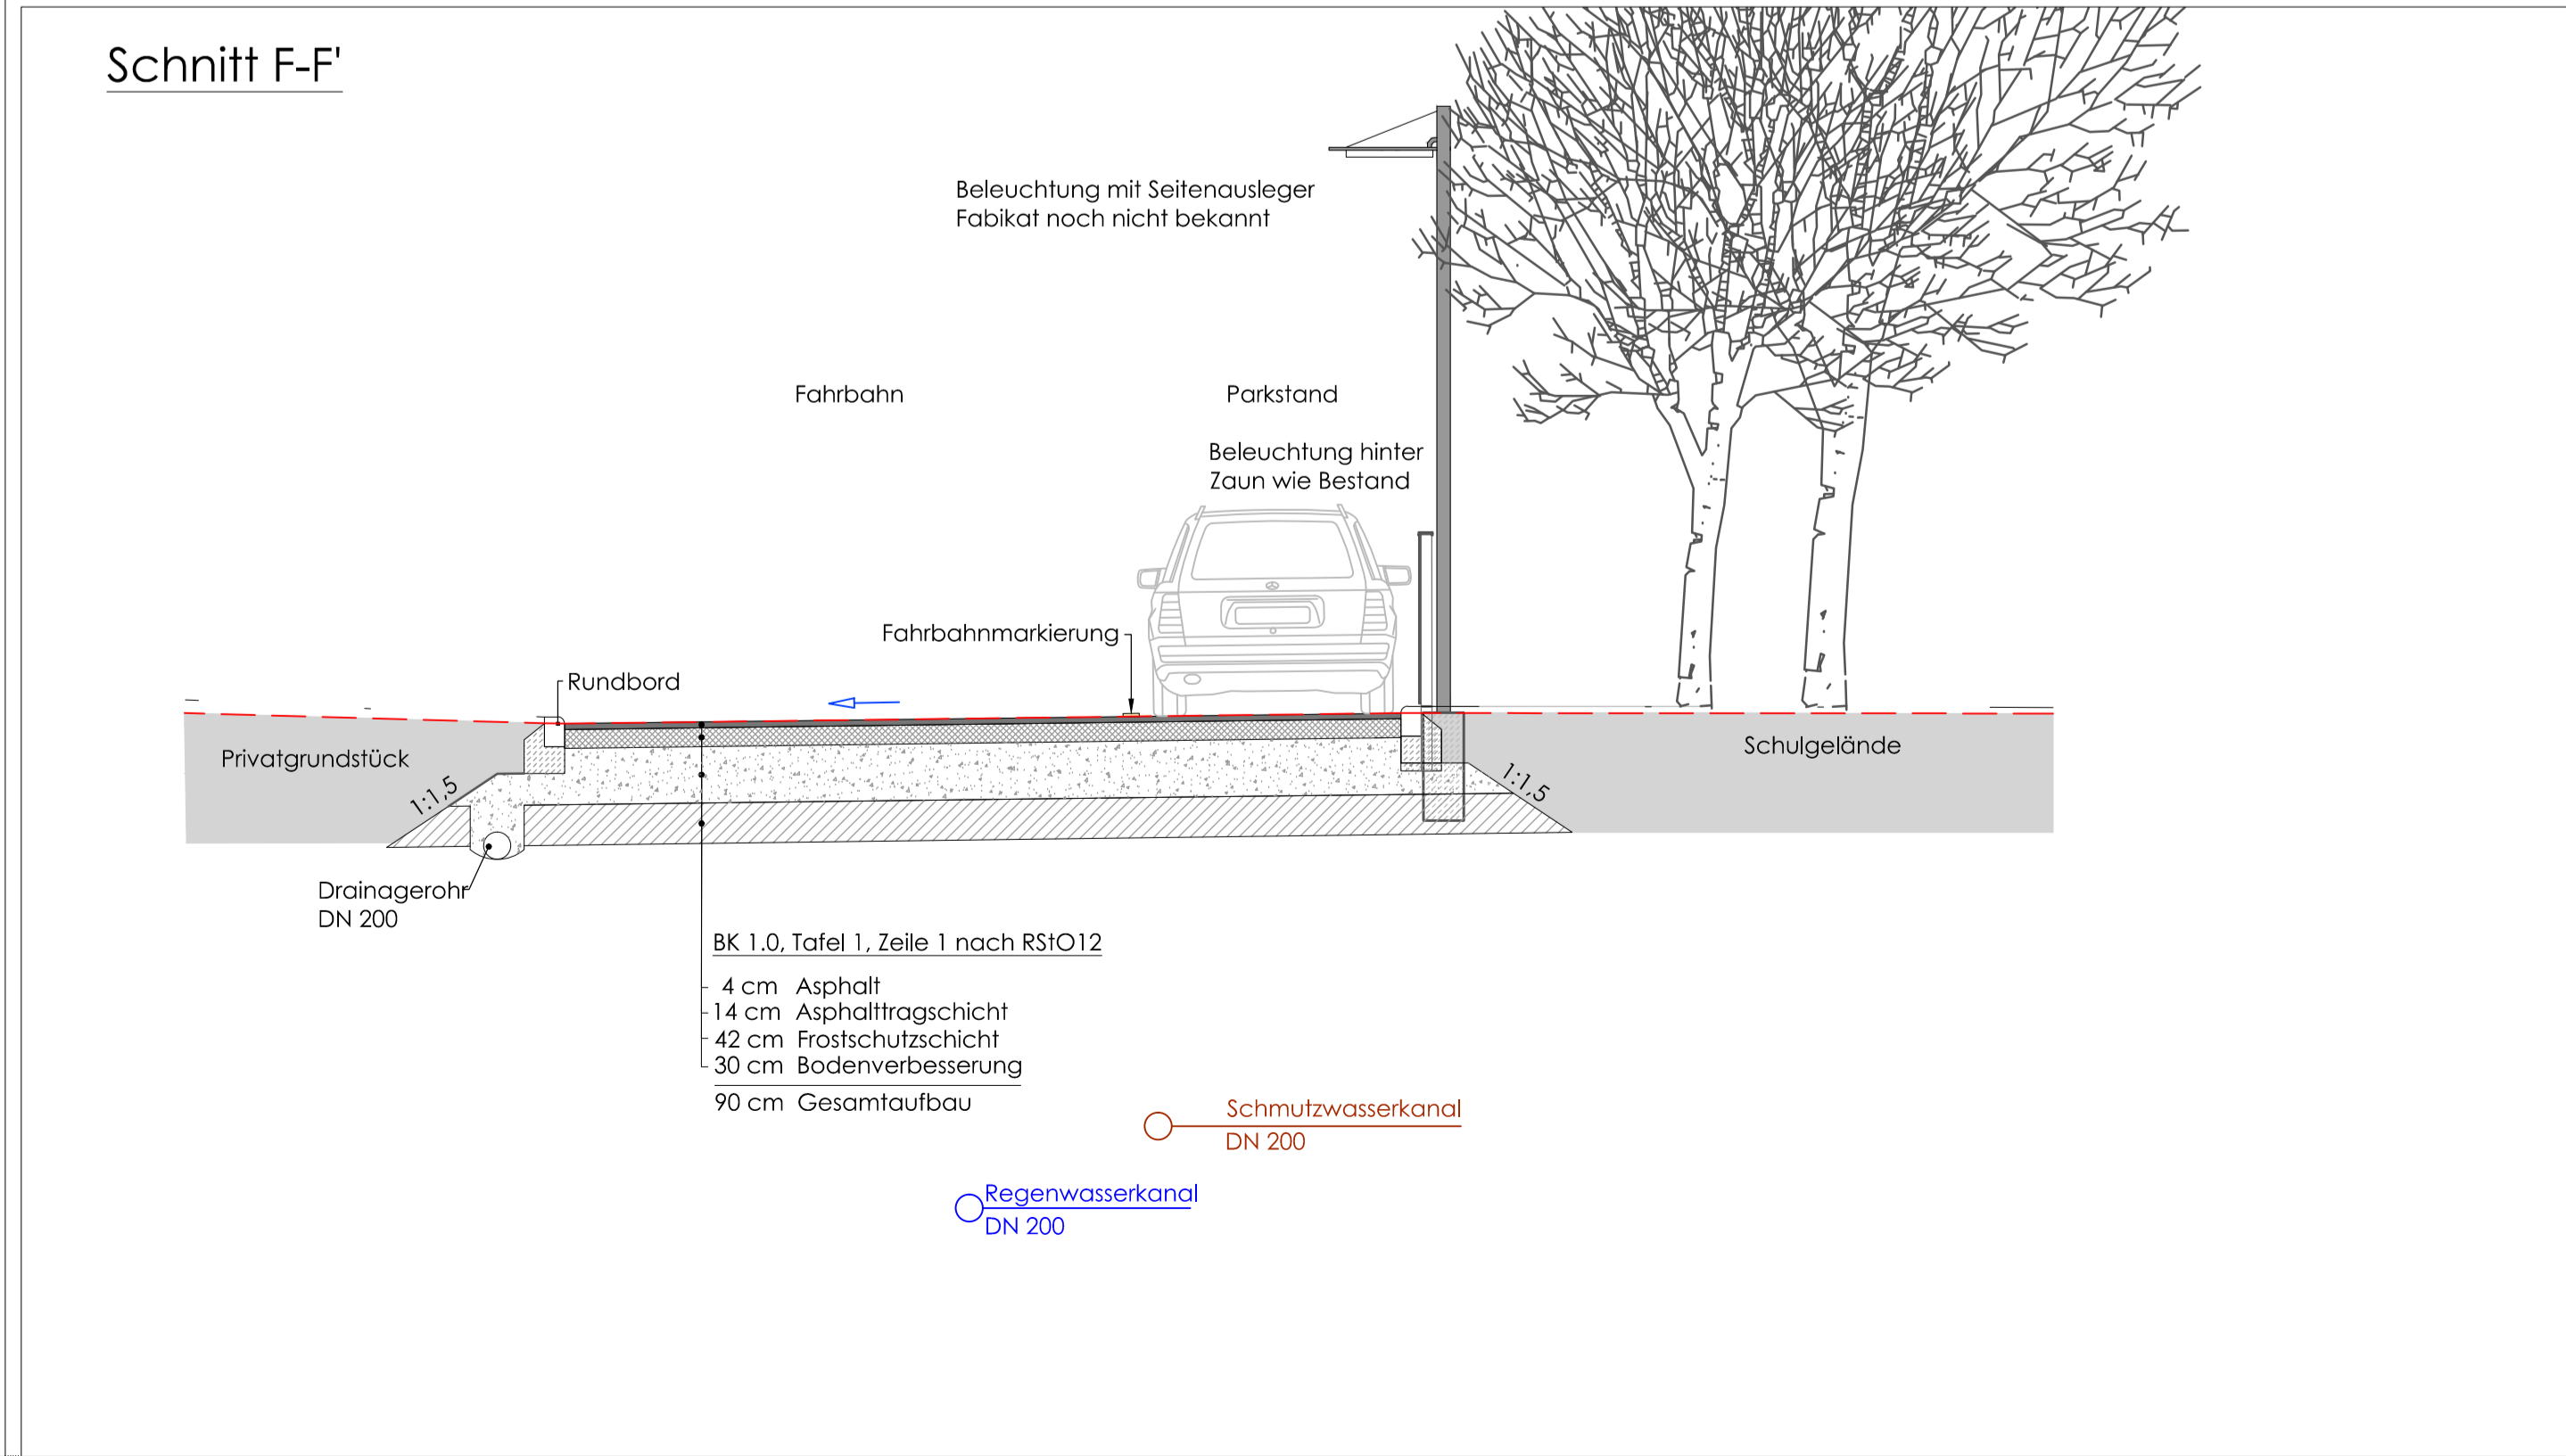 Schnitt F-F'
Beleuchtung mit Seitenausleger
Fabikat noch nicht bekannt
Fahrbahn
Parkstand
Beleuchtung hinter
Zaun wie Bestand
Fahrbahnmarkierung
Rundbord
Privatgrundstück
Schulgelände
1:1,5
1:1,5
Drainagerohr
DN 200
BK 1.0, Tafel 1, Zeile 1 nach RStO12
4 cm Asphalt
14 cm Asphalttragschicht
42 cm Frostschutzschicht
30 cm Bodenverbesserung
90 cm Gesamtaufbau
Schmutzwasserkanal
DN 200
Regenwasserkanal
DN 200